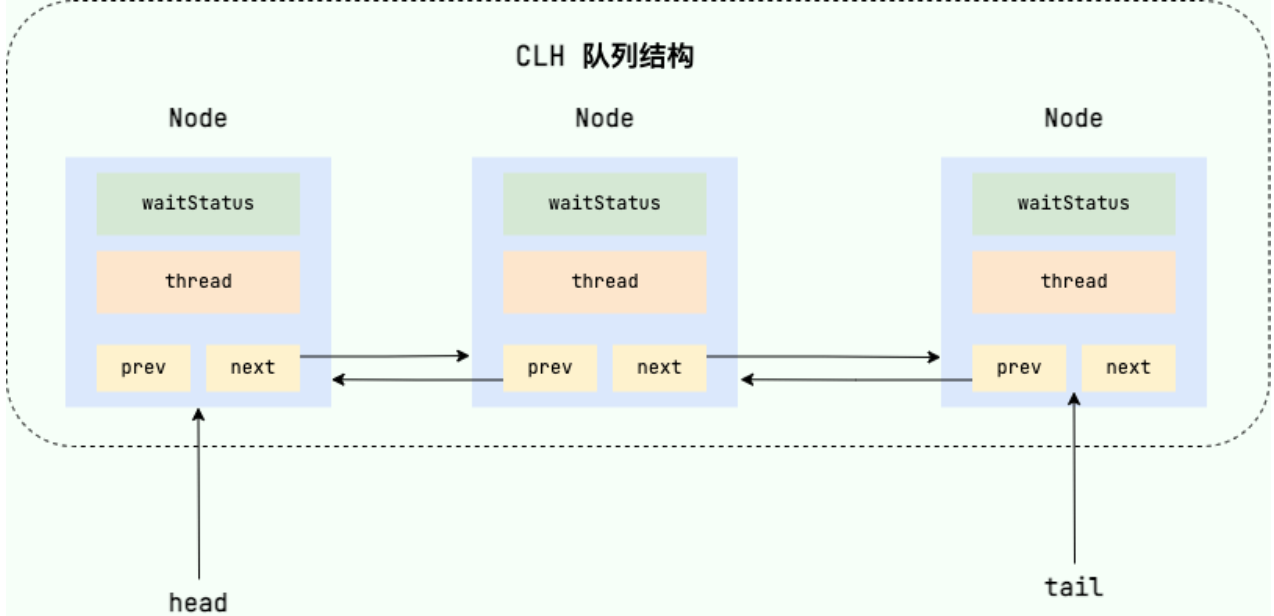 CLH 队列结构
Node Node Node
waitStatus waitStatus waitStatus
thread thread thread
prev next prev next prev next
head tail